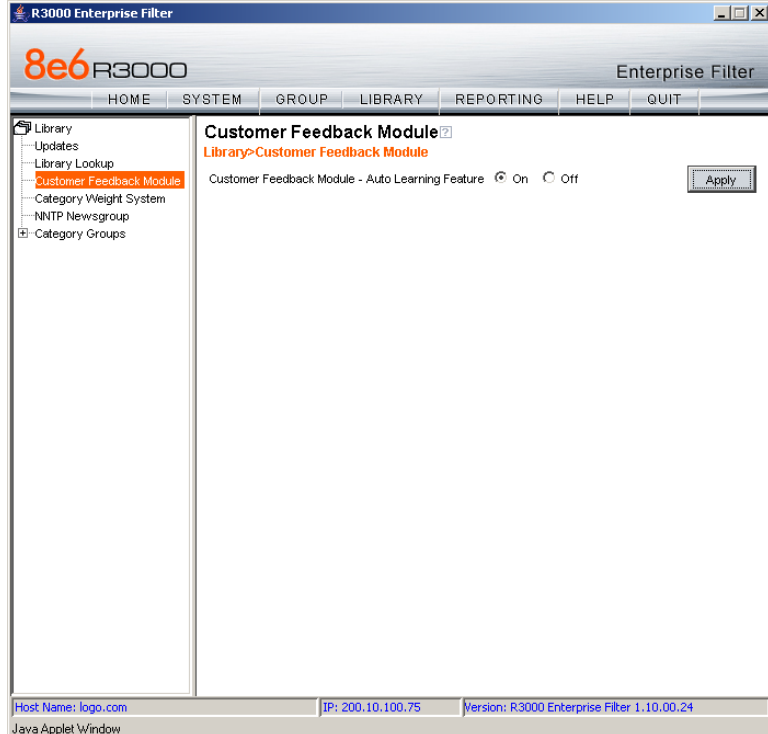 R3000 Enterprise Filter
8e6 R3000
Enterprise Filter
HOME SYSTEM GROUP LIBRARY REPORTING HELP QUIT
Library
Updates
Library Lookup
Customer Feedback Module
Category Weight System
NNTP Newsgroup
Category Groups
Customer Feedback Module?
Library>Customer Feedback Module
Customer Feedback Module - Auto Learning Feature On Off
Apply
Host Name: logo.com IP: 200.10.100.75 Version: R3000 Enterprise Filter 1.10.00.24
Java Applet Window